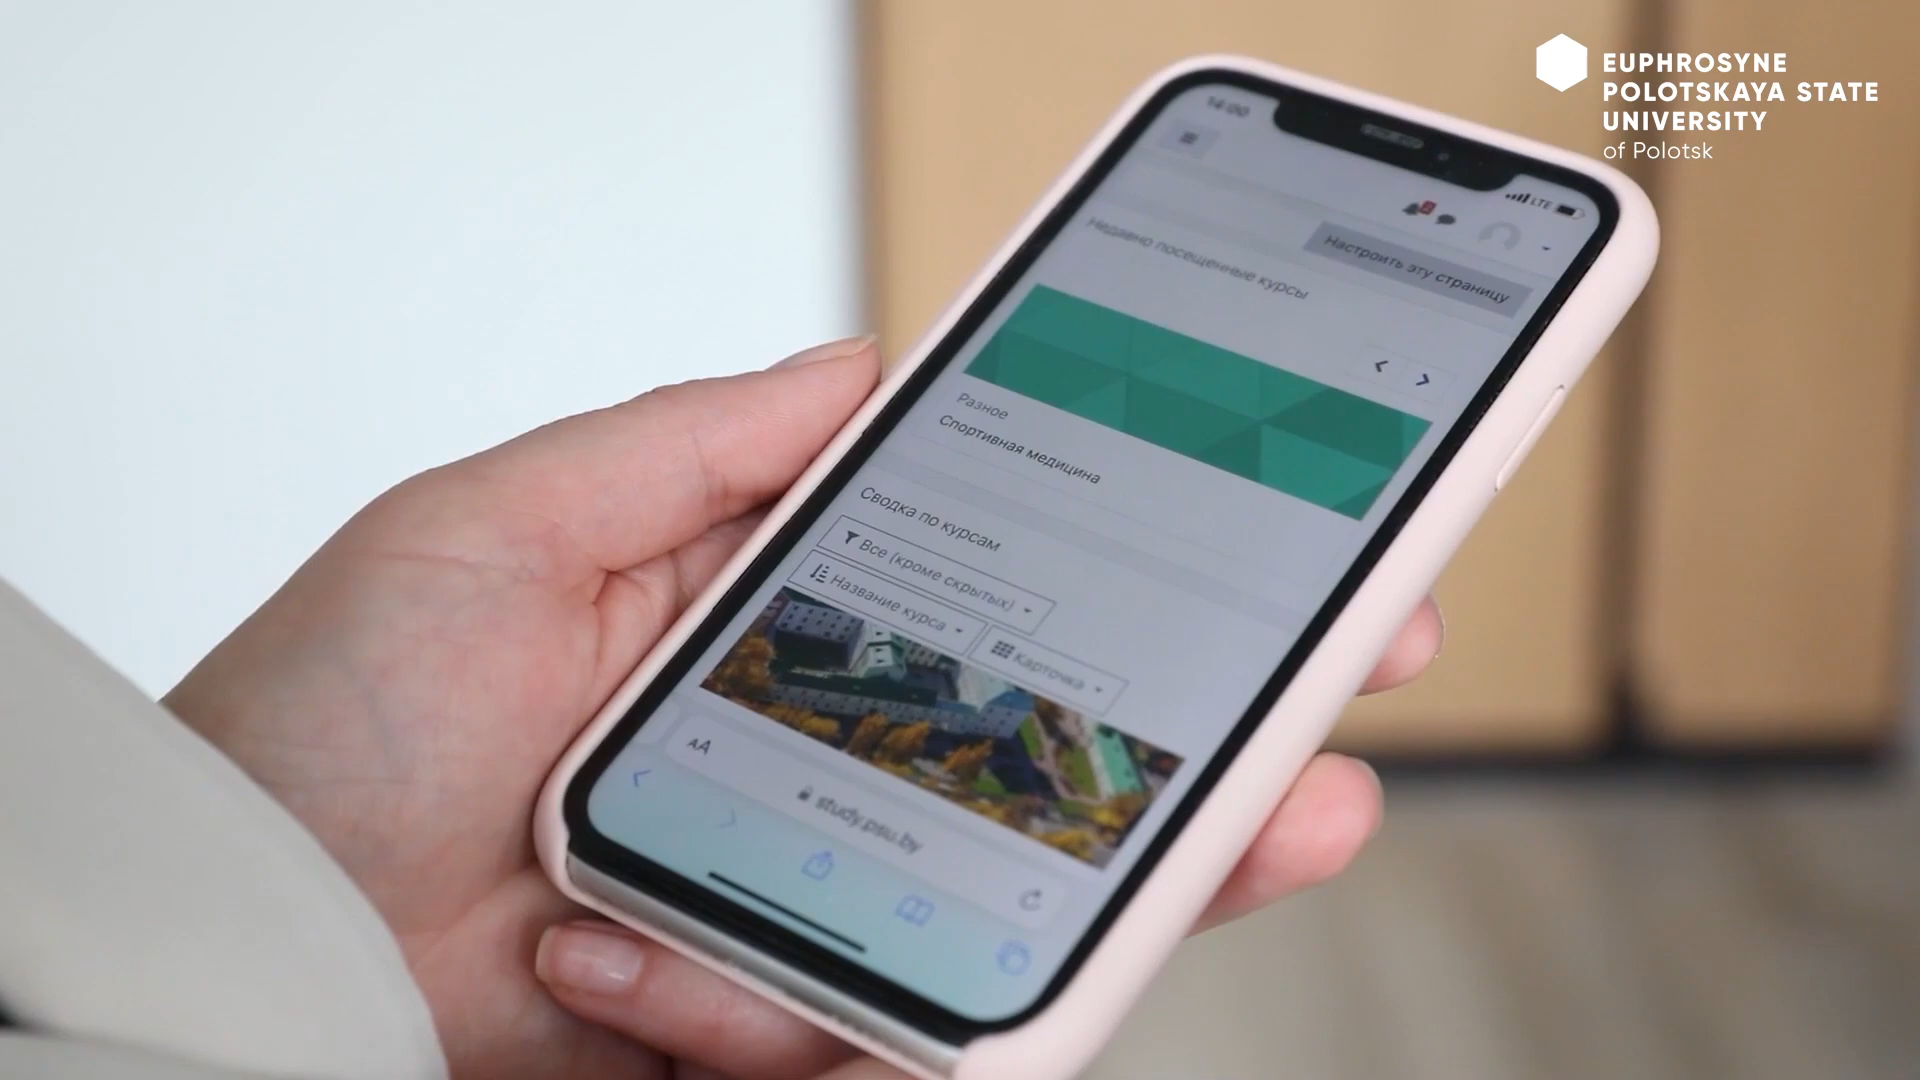 EUPHROSYNE
POLOTSKAYA STATE
UNIVERSITY
of Polotsk
14:00
LTE
Настроить эту страницу
Недавно посещенные курсы
Разное
Спортивная медицина
Сводка по курсам
Все (кроме скрытых)
Название курса
Карточка
AA
study.psu.by